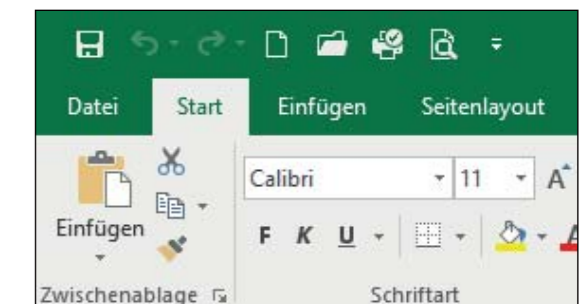 Datei Start Einfügen Seitenlayout
Calibri 11 A
Einfügen F K U A
Zwischenablage Schriftart